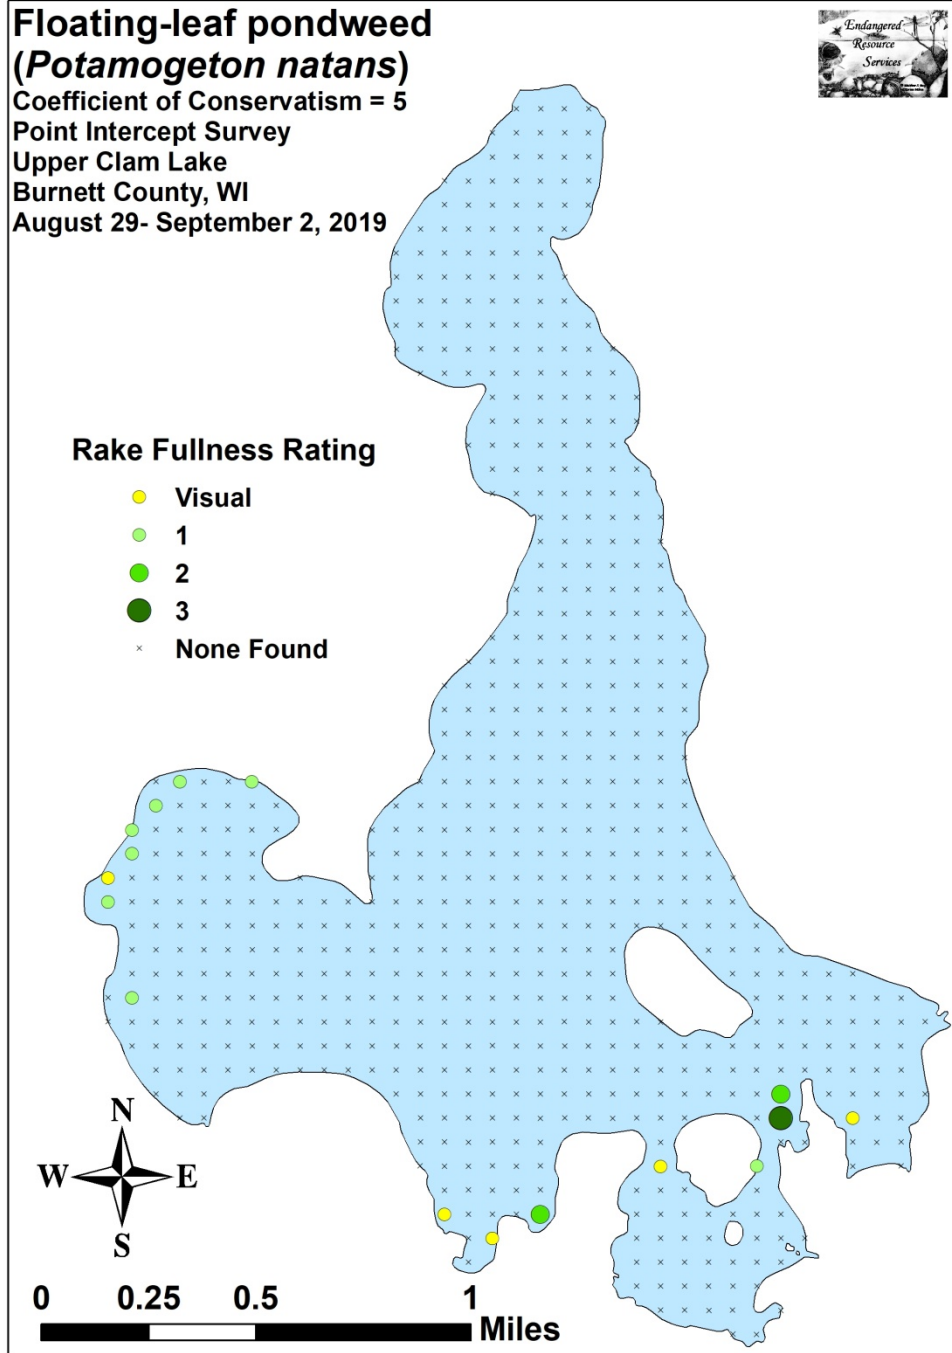 Floating-leaf pondweed
(Potamogeton natans)
Coefficient of Conservatism = 5
Point Intercept Survey
Upper Clam Lake
Burnett County, WI
August 29- September 2, 2019
Endangered
Resource
Services
Rake Fullness Rating
Visual
1
2
3
None Found
N
W E
S
0 0.25 0.5 1
Miles